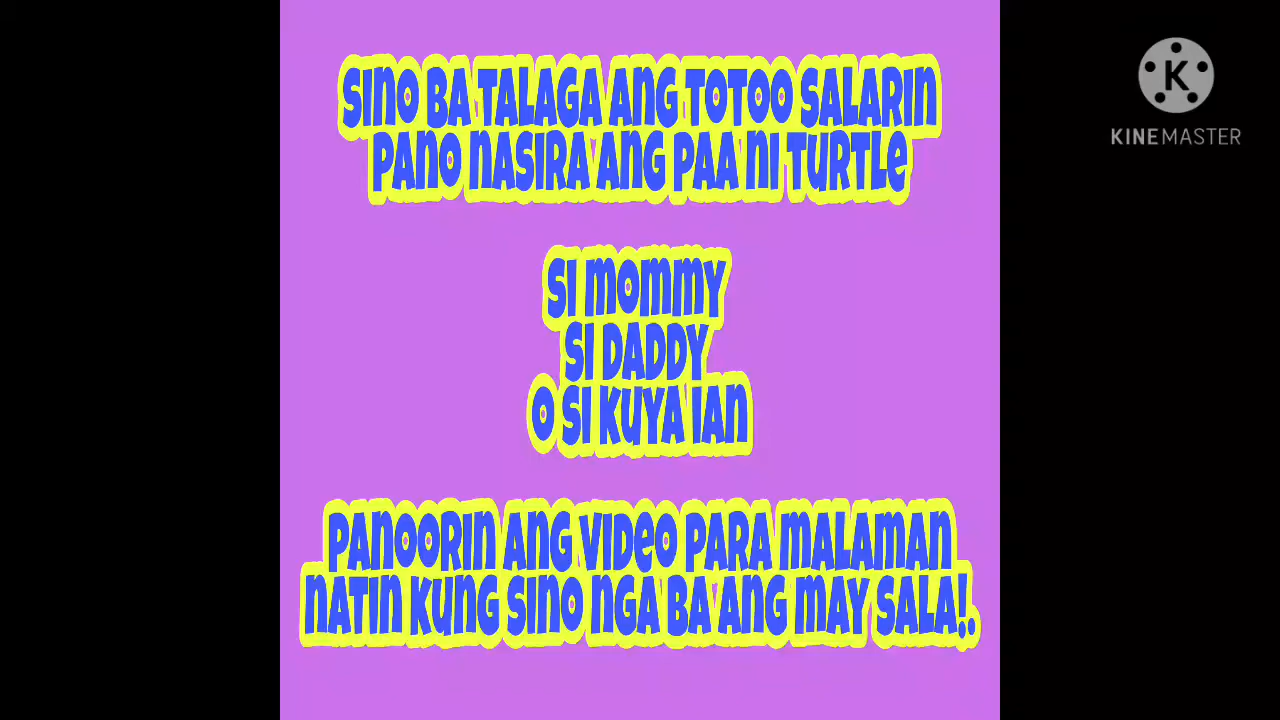 SINO BA TALAGA ANG TOTOO SALARIN
PANO NASIRA ANG PAA NI TURTLE
SI MOMMY
SI DADDY
O SI KUYA IAN
PANOORIN ANG VIDEO PARA MALAMAN
NATIN KUNG SINO NGA BA ANG MAY SALA!.
K
KINEMASTER